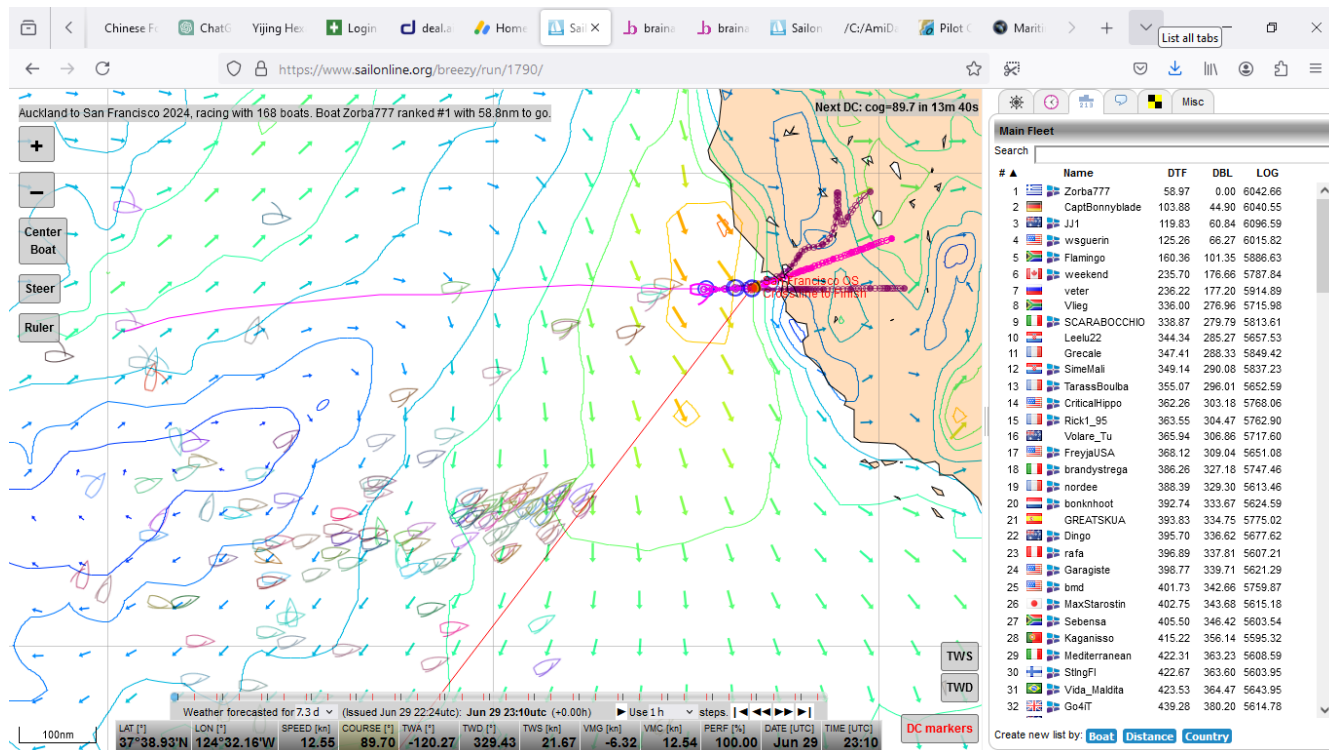 Chinese Fo
ChatG
Yijing Hex
Login
deal.a
Home
Sai
braina
braina
Sailon
/C:/AmiDa
Pilot C
Mariti
List all tabs
https://www.sailonline.org/breezy/run/1790/
Auckland to San Francisco 2024, racing with 168 boats. Boat Zorba777 ranked #1 with 58.8nm to go.
Next DC: cog=89.7 in 13m 40s
+
−
Center
Boat
Steer
Ruler
Francisco OS
Crossline to Finish
Misc
Main Fleet
Search
# ▲ Name DTF DBL LOG
1 Zorba777 58.97 0.00 6042.66
2 CaptBonnyblade 103.88 44.90 6040.55
3 JJ1 119.83 60.84 6096.59
4 wsguerin 125.26 66.27 6015.82
5 Flamingo 160.36 101.35 5886.63
6 weekend 235.70 176.66 5787.84
7 veter 236.22 177.20 5914.89
8 Vlieg 336.00 276.96 5715.98
9 SCARABOCCHIO 338.87 279.79 5813.61
10 Leelu22 344.34 285.27 5657.53
11 Grecale 347.41 288.33 5849.42
12 SimeMali 349.14 290.08 5837.23
13 TarassBoulba 355.07 296.01 5652.59
14 CriticalHippo 362.26 303.18 5768.06
15 Rick1_95 363.55 304.47 5762.90
16 Volare_Tu 365.94 306.86 5717.60
17 FreyjaUSA 368.12 309.04 5651.08
18 brandystrega 386.26 327.18 5747.46
19 nordee 388.39 329.30 5613.46
20 bonknhoot 392.74 333.67 5624.59
21 GREATSKUA 393.83 334.75 5775.02
22 Dingo 395.70 336.62 5677.62
23 rafa 396.89 337.81 5607.21
24 Garagiste 398.77 339.71 5621.29
25 bmd 401.73 342.66 5759.87
26 MaxStarostin 402.75 343.68 5615.18
27 Sebensa 405.50 346.42 5603.54
28 Kaganisso 415.22 356.14 5595.32
29 Mediterranean 422.31 363.23 5608.59
30 StIngFI 422.67 363.60 5603.95
31 Vida_Maldita 423.53 364.47 5643.95
32 Go4iT 439.28 380.20 5614.78
Create new list by: Boat Distance Country
TWS
TWD
DC markers
Weather forecasted for 7.3 d (Issued Jun 29 22:24utc): Jun 29 23:10utc (+0.00h) Use 1 h steps.
100nm
LAT [°] LON [°] SPEED [kn] COURSE [°] TWA [°] TWD [°] TWS [kn] VMG [kn] VMC [kn] PERF [%] DATE [UTC] TIME [UTC]
37°38.93'N 124°32.16'W 12.55 89.70 -120.27 329.43 21.67 -6.32 12.54 100.00 Jun 29 23:10